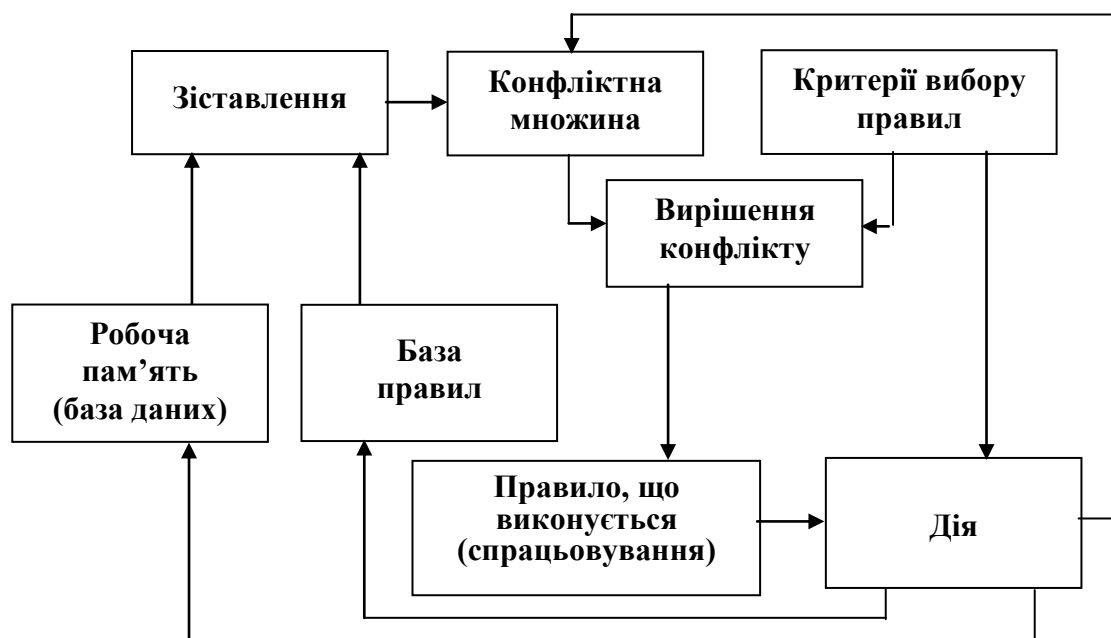 Зіставлення
Конфліктна
множина
Критерії вибору
правил
Вирішення
конфлікту
Робоча
пам’ять
(база даних)
База
правил
Правило, що
виконується
(спрацьовування)
Дія